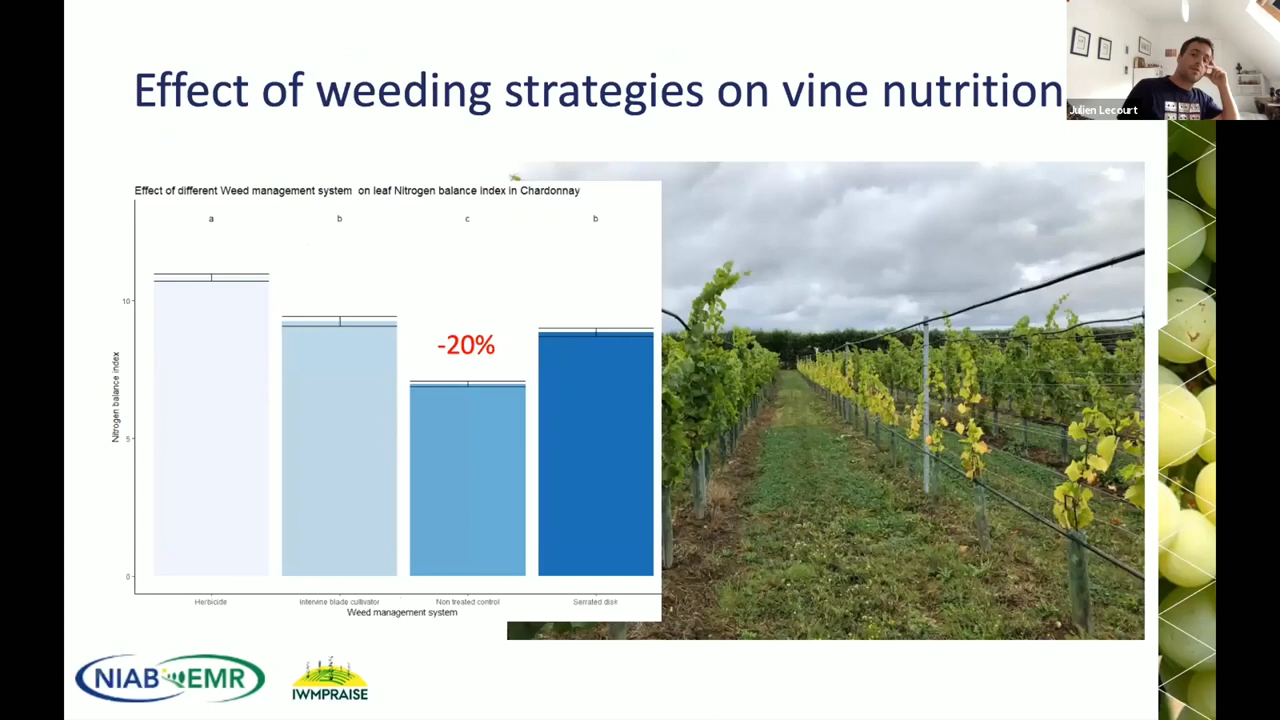 Effect of weeding strategies on vine nutrition
Julien Lecourt
Effect of different Weed management system on leaf Nitrogen balance index in Chardonnay
a
b
c
b
10
5
0
-20%
Nitrogen balance index
Herbicide
Intervine blade cultivator
Non treated control
Serrated disk
Weed management system
NIAB EMR
IWMPRAISE